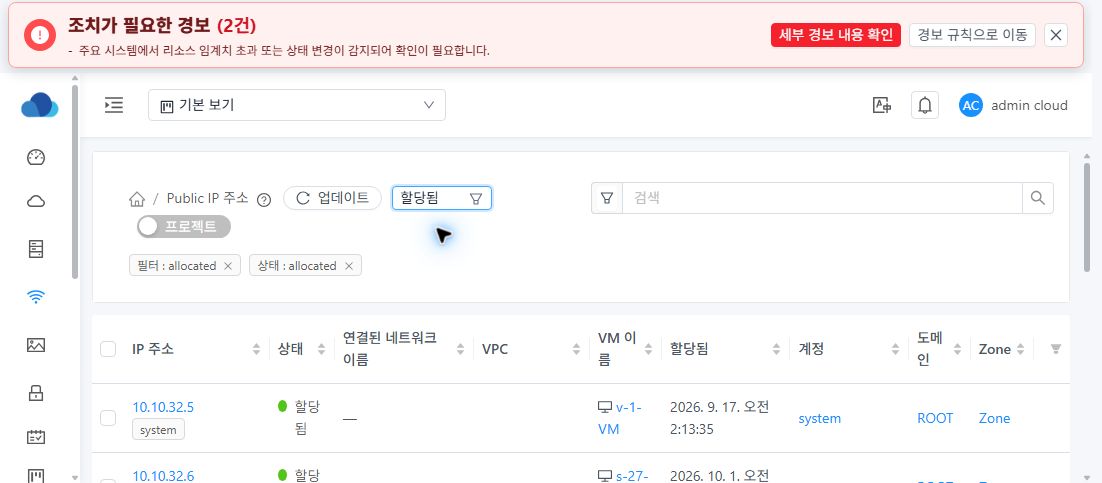 조치가 필요한 경보 (2건)
- 주요 시스템에서 리소스 임계치 초과 또는 상태 변경이 감지되어 확인이 필요합니다.
세부 경보 내용 확인
경보 규칙으로 이동
기본 보기
AC admin cloud
/ Public IP 주소
업데이트
할당됨
검색
프로젝트
필터 : allocated
상태 : allocated
IP 주소
상태
연결된 네트워크
이름
VPC
VM 이
름
할당됨
계정
도메
인
Zone
10.10.32.5
system
할당
됨
—
v-1-
VM
2026. 9. 17. 오전
2:13:35
system
ROOT
Zone
10.10.32.6
할당
s-27-
2026. 10. 1. 오전